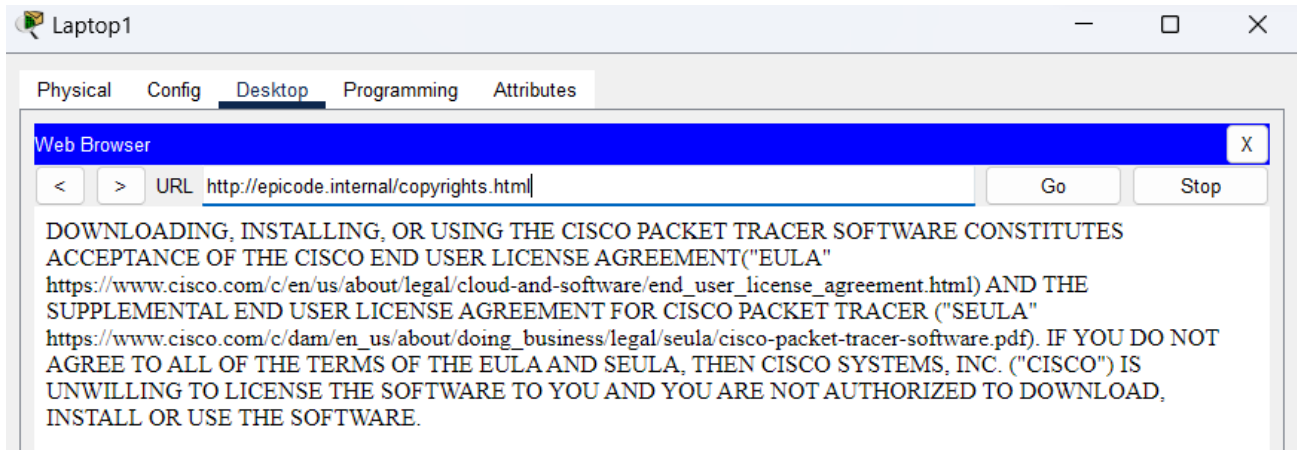 Laptop1
Physical Config Desktop Programming Attributes
Web Browser X
< > URL http://epicode.internal/copyrights.html Go Stop
DOWNLOADING, INSTALLING, OR USING THE CISCO PACKET TRACER SOFTWARE CONSTITUTES
ACCEPTANCE OF THE CISCO END USER LICENSE AGREEMENT("EULA"
https://www.cisco.com/c/en/us/about/legal/cloud-and-software/end_user_license_agreement.html) AND THE
SUPPLEMENTAL END USER LICENSE AGREEMENT FOR CISCO PACKET TRACER ("SEULA"
https://www.cisco.com/c/dam/en_us/about/doing_business/legal/seula/cisco-packet-tracer-software.pdf). IF YOU DO NOT
AGREE TO ALL OF THE TERMS OF THE EULA AND SEULA, THEN CISCO SYSTEMS, INC. ("CISCO") IS
UNWILLING TO LICENSE THE SOFTWARE TO YOU AND YOU ARE NOT AUTHORIZED TO DOWNLOAD,
INSTALL OR USE THE SOFTWARE.